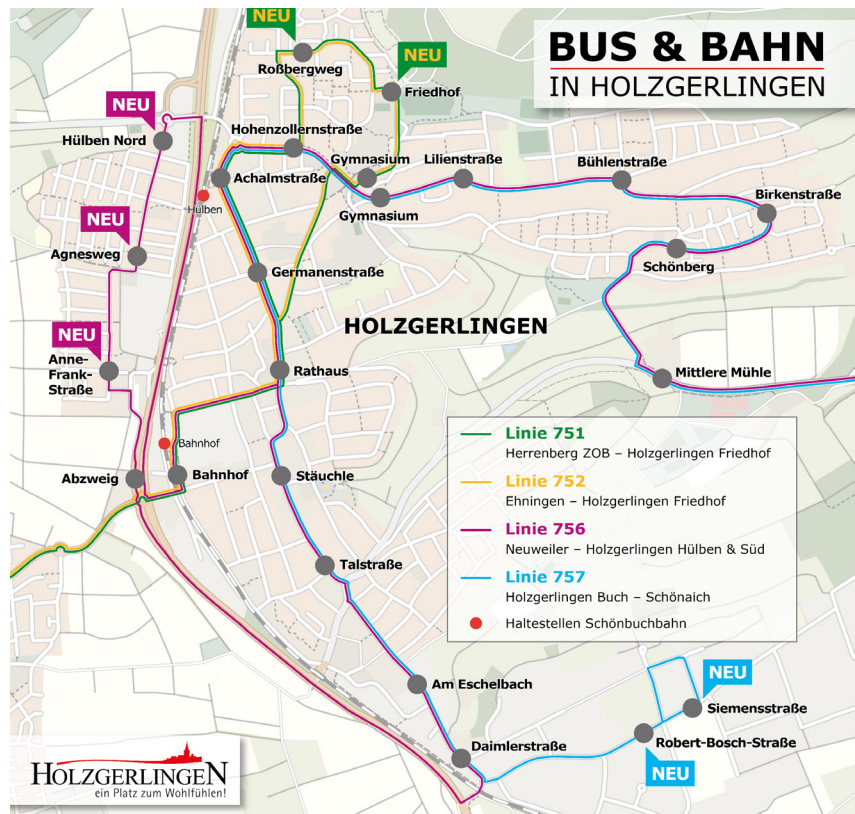 BUS & BAHN
IN HOLZGERLINGEN
NEU
Roßbergweg
NEU
Friedhof
NEU
Hülben Nord
Hohenzollernstraße
Achalmstraße
Hülben
Gymnasium
Gymnasium
Lilienstraße
Bühlenstraße
Birkenstraße
Schönberg
NEU
Agnesweg
Germanenstraße
HOLZGERLINGEN
NEU
Anne-
Frank-
Straße
Rathaus
Mittlere Mühle
Bahnhof
Abzweig
Bahnhof
Stäuchle
Talstraße
Linie 751
Herrenberg ZOB – Holzgerlingen Friedhof
Linie 752
Ehningen – Holzgerlingen Friedhof
Linie 756
Neuweiler – Holzgerlingen Hülben & Süd
Linie 757
Holzgerlingen Buch – Schönaich
Haltestellen Schönbuchbahn
Am Eschelbach
NEU
Siemensstraße
Robert-Bosch-Straße
NEU
Daimlerstraße
HOLZGERLINGEN
ein Platz zum Wohlfühlen!